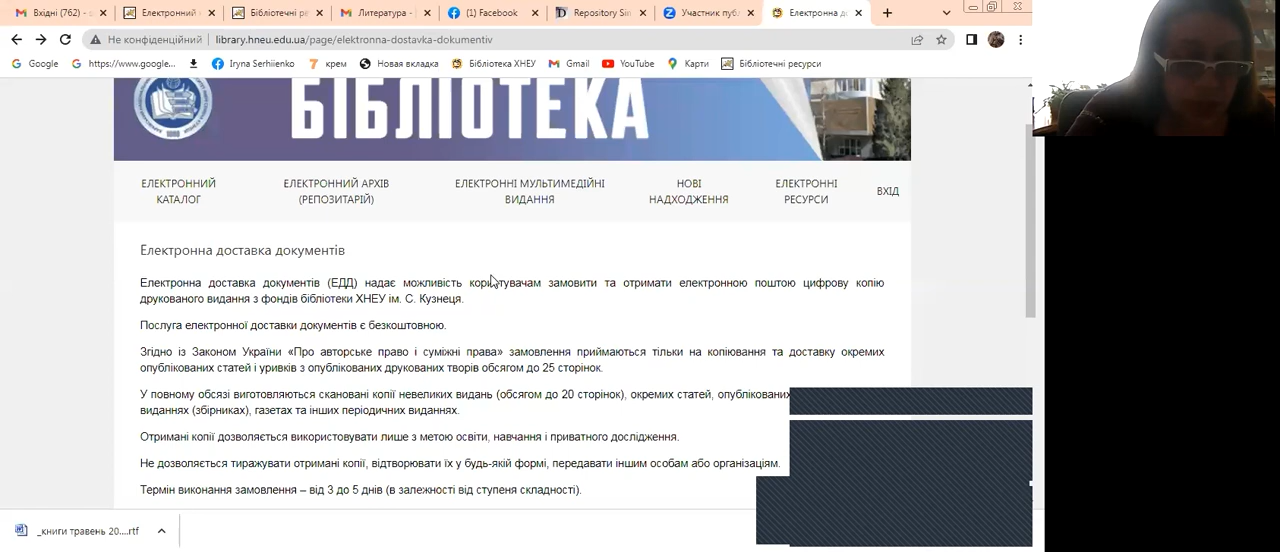 Вхідні (762) -
Електронний
Бібліотечні рі
Литература -
(1) Facebook
Repository Sin
Участник пуб
Електронна до
Не конфіденційний
library.hneu.edu.ua/page/elektronna-dostavka-dokumentiv
Google
https://www.google...
Iryna Serhiienko
крем
Новая вкладка
Бібліотека ХНЕУ
Gmail
YouTube
Карти
Бібліотечні ресурси
БІБЛІОТЕКА
ЕЛЕКТРОННИЙ КАТАЛОГ
ЕЛЕКТРОННИЙ АРХІВ (РЕПОЗИТАРІЙ)
ЕЛЕКТРОННІ МУЛЬТИМЕДІЙНІ ВИДАННЯ
НОВІ НАДХОДЖЕННЯ
ЕЛЕКТРОННІ РЕСУРСИ
ВХІД
Електронна доставка документів
Електронна доставка документів (ЕДД) надає можливість користувачам замовити та отримати електронною поштою цифрову копію
друкованого видання з фондів бібліотеки ХНЕУ ім. С. Кузнеця.
Послуга електронної доставки документів є безкоштовною.
Згідно із Законом України «Про авторське право і суміжні права» замовлення приймаються тільки на копіювання та доставку окремих
опублікованих статей і уривків з опублікованих друкованих творів обсягом до 25 сторінок.
У повному обсязі виготовляються скановані копії невеликих видань (обсягом до 20 сторінок), окремих статей, опублікованих
виданнях (збірниках), газетах та інших періодичних виданнях.
Отримані копії дозволяється використовувати лише з метою освіти, навчання і приватного дослідження.
Не дозволяється тиражувати отримані копії, відтворювати їх у будь-якій формі, передавати іншим особам або організаціям.
Термін виконання замовлення – від 3 до 5 днів (в залежності від ступеня складності).
_книги травень 20....rtf